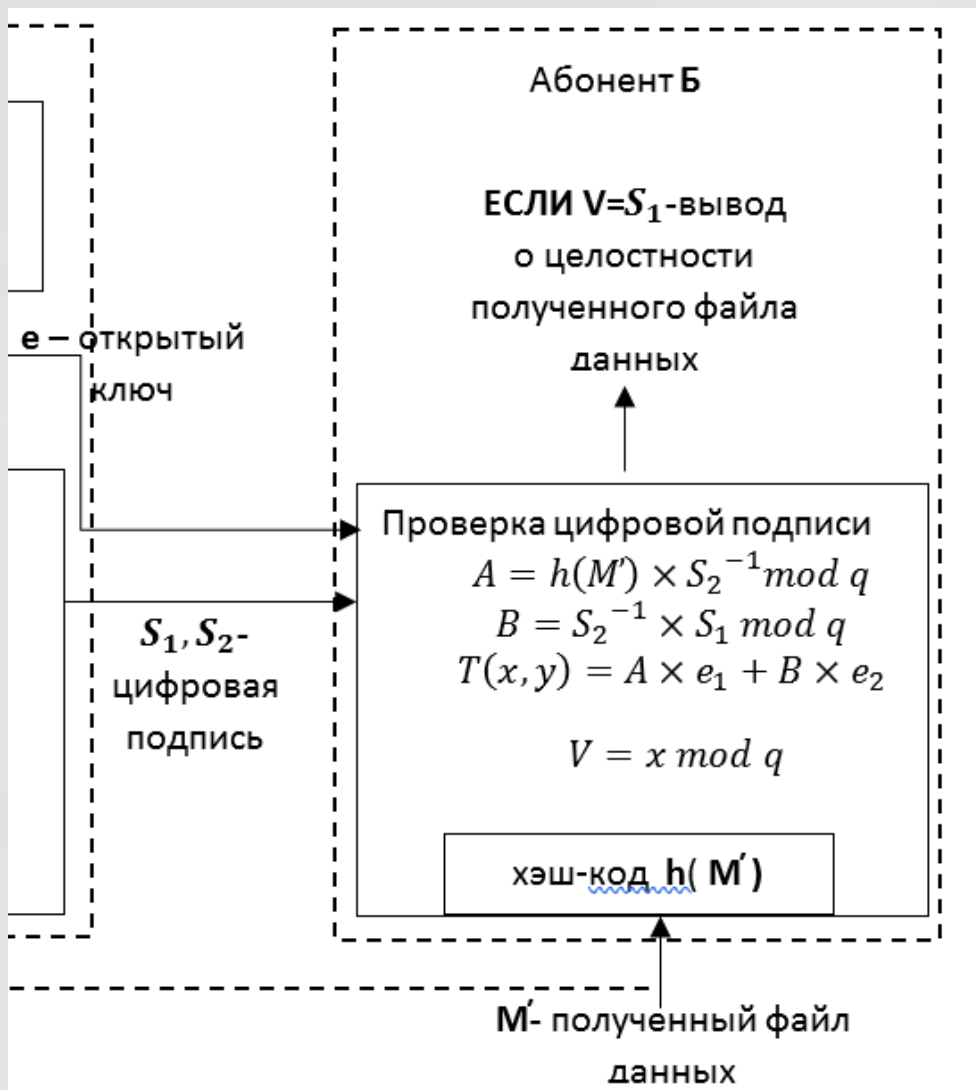 Абонент Б
ЕСЛИ V=S₁-вывод
о целостности
полученного файла
данных
e – открытый
ключ
Проверка цифровой подписи
A = h(M′) × S₂⁻¹mod q
B = S₂⁻¹ × S₁ mod q
T(x, y) = A × e₁ + B × e₂
V = x mod q
S₁, S₂-
цифровая
подпись
хэш-код h( M′)
M′- полученный файл
данных